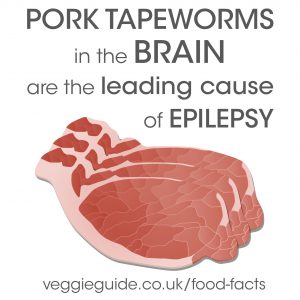 PORK TAPEWORMS
in the BRAIN
are the leading cause
of EPILEPSY
veggieguide.co.uk/food-facts